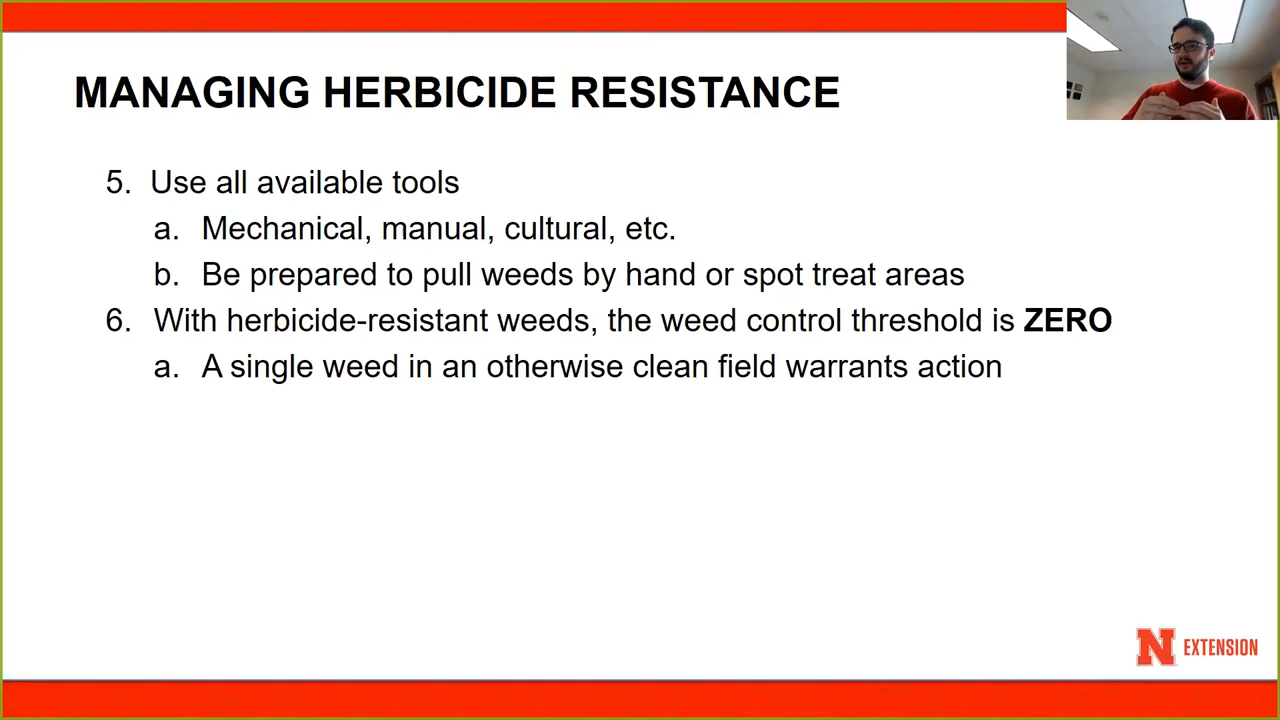 MANAGING HERBICIDE RESISTANCE
5. Use all available tools
a. Mechanical, manual, cultural, etc.
b. Be prepared to pull weeds by hand or spot treat areas
6. With herbicide-resistant weeds, the weed control threshold is ZERO
a. A single weed in an otherwise clean field warrants action
N EXTENSION